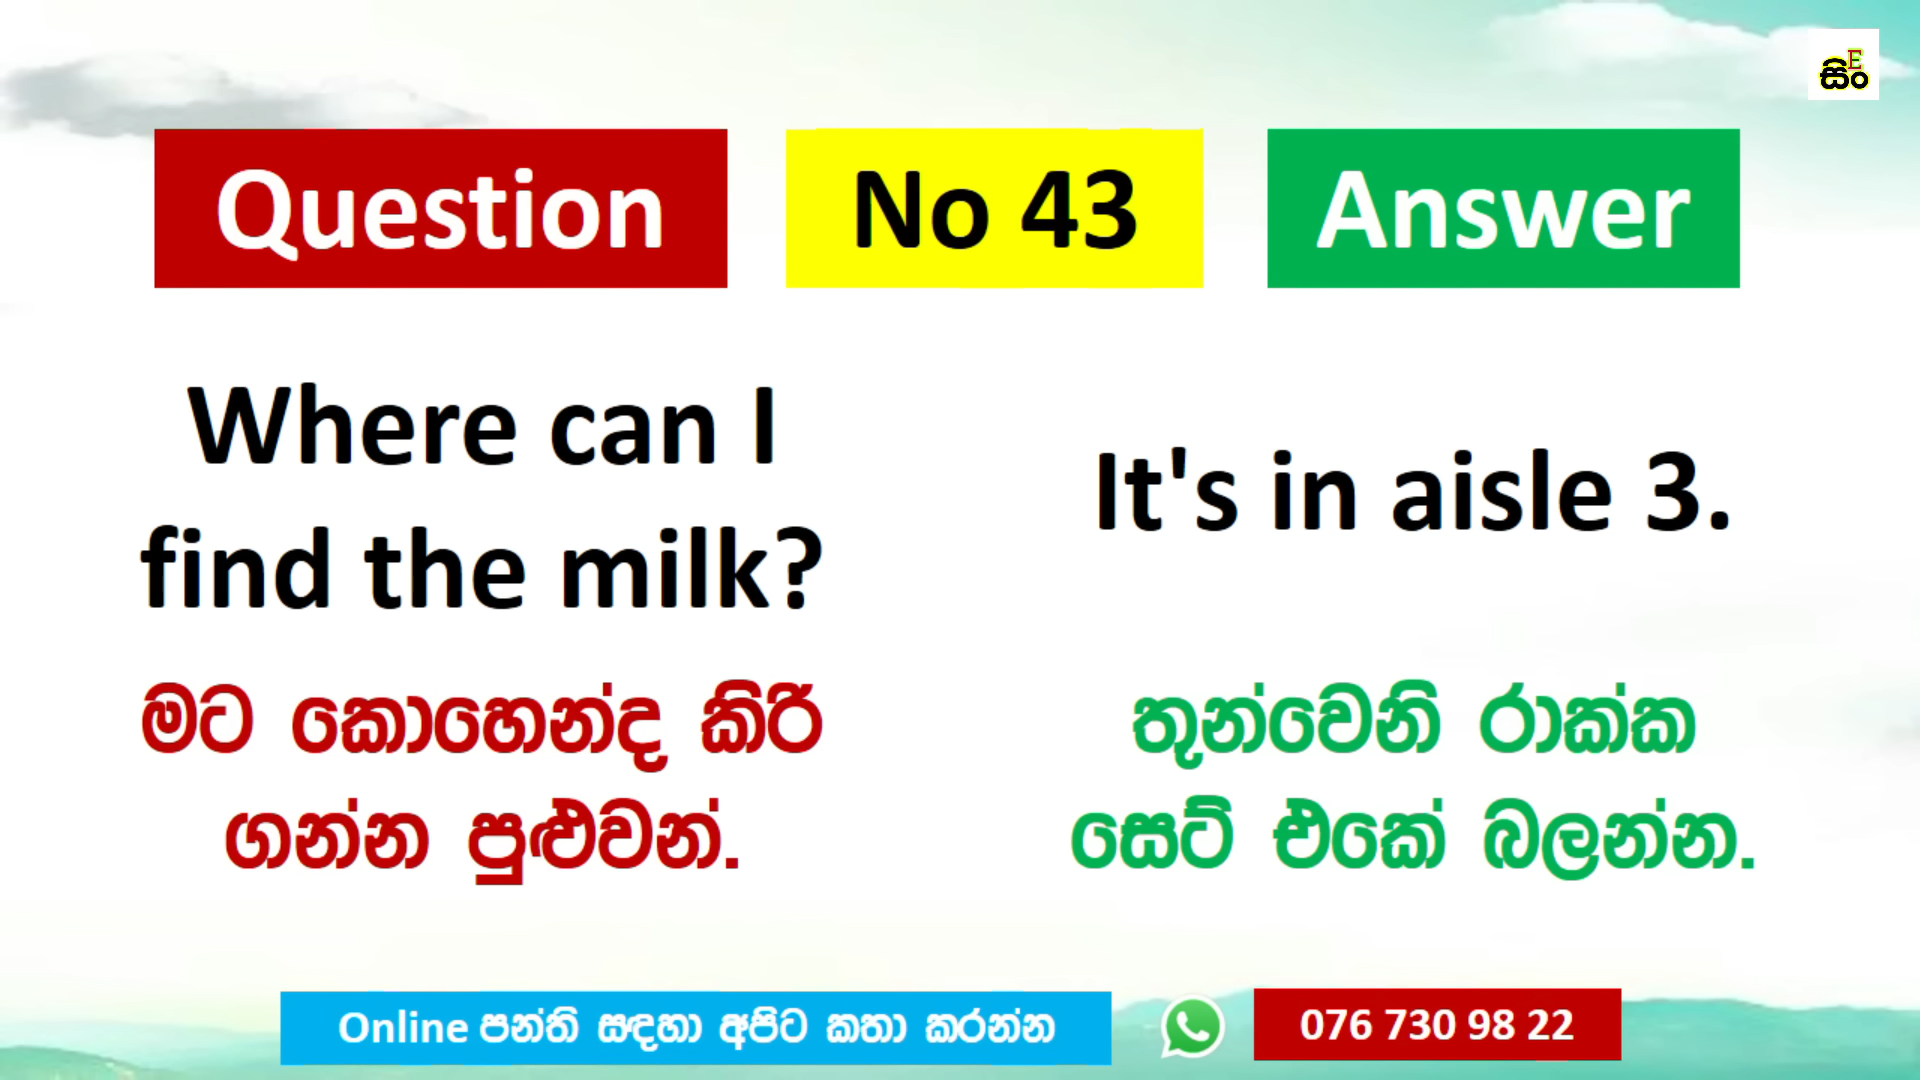 සිං
E
Question
No 43
Answer
Where can I
find the milk?
It's in aisle 3.
මට කොහෙන්ද කිරි
ගන්න පුළුවන්.
තුන්වෙනි රාක්ක
සෙට් එකේ බලන්න.
Online පන්ති සඳහා අපිට කතා කරන්න
076 730 98 22